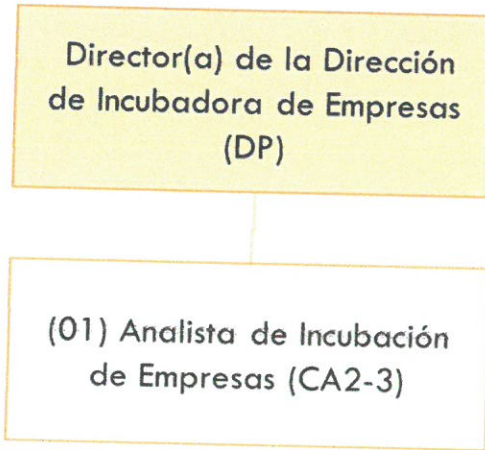 Director(a) de la Dirección
de Incubadora de Empresas
(DP)
(01) Analista de Incubación
de Empresas (CA2-3)